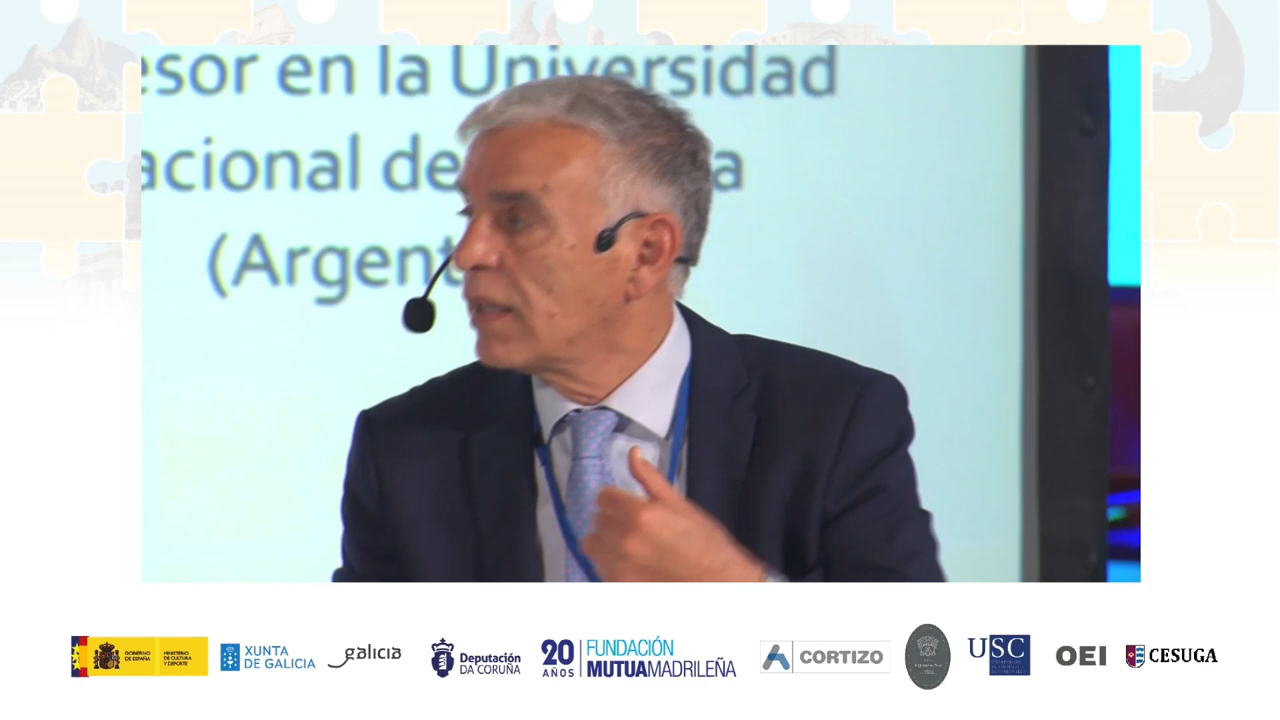 esor en la Universidad
acional de a
(Argent
GOBIERNO DE ESPAÑA
MINISTERIO DE CULTURA Y DEPORTE
XUNTA DE GALICIA
galicia
Deputación DA CORUÑA
20 AÑOS
FUNDACIÓN MUTUAMADRILEÑA
CORTIZO
USC
OEI
CESUGA